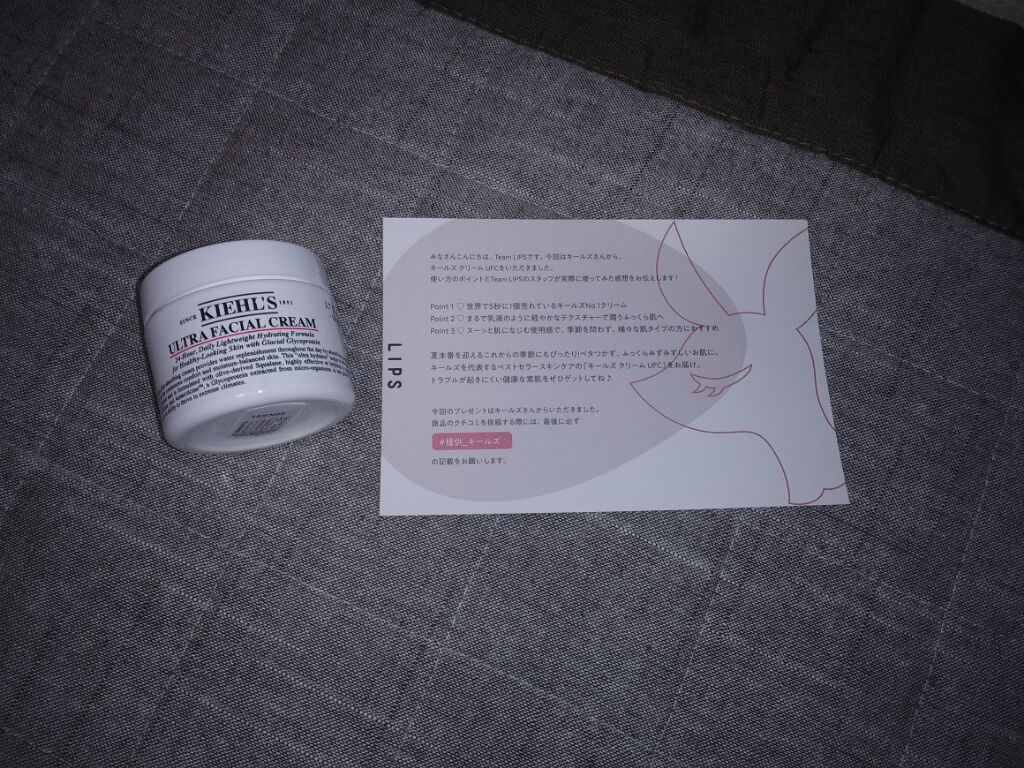 SINCE KIEHL'S 1851
ULTRA FACIAL CREAM
24-Hour, Daily Lightweight Hydrating Formula
for Healthy-Looking Skin with Glacial Glycoprotein
みなさんこんにちは、Team LIPSです。今回はキールズさんから、
キールズ クリーム UFCをいただきました。
使い方のポイントとTeam LIPSのスタッフが実際に使ってみた感想をお伝えします!
Point 1 ♡ 世界で5秒に1個売れているキールズNo.1クリーム
Point 2 ♡ まるで乳液のように軽やかなテクスチャーで潤うふっくら肌へ
Point 3 ♡ スーッと肌になじむ使用感で、季節を問わず、様々な肌タイプの方におすすめ
夏本番を迎えるこれからの季節にもぴったり!ベタつかず、ふっくらみずみずしいお肌に。
キールズを代表するベストセラースキンケアの『キールズ クリーム UFC』をお届け。
トラブルが起きにくい健康な素肌をぜひゲットしてね♪
今回のプレゼントはキールズさんからいただきました。
商品のクチコミを投稿する際には、最後に必ず
#提供_キールズ
の記載をお願いします。
LIPS